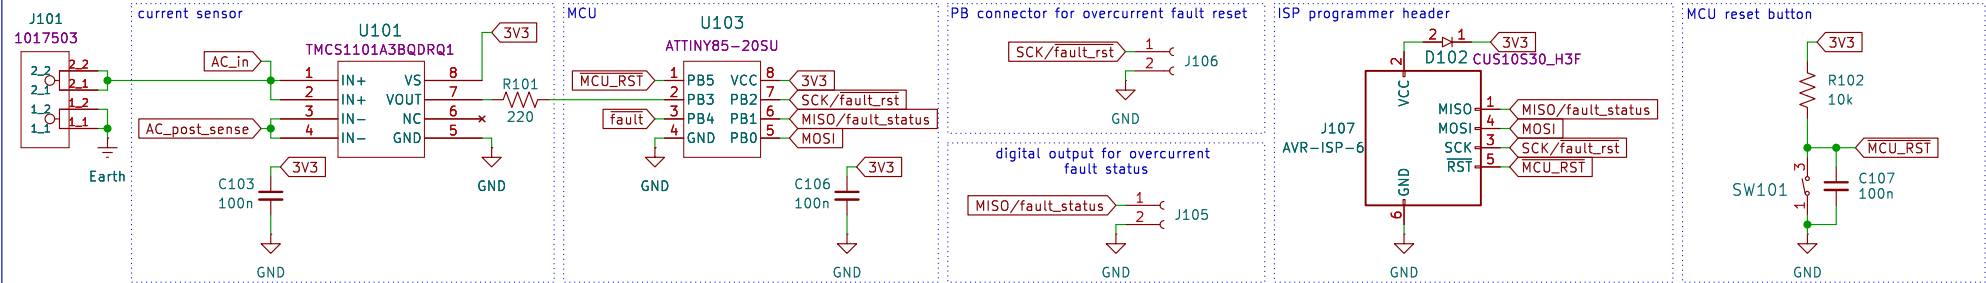 J101
1017503
2_2
2_1
1_2
1_1
2_2
2_1
1_2
1_1
Earth
current sensor
AC_in
AC_post_sense
U101
TMCS1101A3BQDRQ1
1 IN+ VS 8
2 IN+ VOUT 7
3 IN- NC 6
4 IN- GND 5
3V3
R101
220
GND
3V3
C103
100n
GND
MCU
U103
ATTINY85-20SU
MCU_RST 1 PB5 VCC 8 3V3
2 PB3 PB2 7 SCK/fault_rst
fault 3 PB4 PB1 6 MISO/fault_status
4 GND PB0 5 MOSI
GND
3V3
C106
100n
GND
PB connector for overcurrent fault reset
SCK/fault_rst 1
2
J106
GND
digital output for overcurrent
fault status
MISO/fault_status 1
2
J105
GND
ISP programmer header
2 1 3V3
D102 CUS10S30_H3F
2
VCC
J107
AVR-ISP-6
MISO 1 MISO/fault_status
MOSI 4 MOSI
SCK 3 SCK/fault_rst
RST 5 MCU_RST
GND
6
GND
MCU reset button
3V3
R102
10k
MCU_RST
3
SW101
1
C107
100n
GND